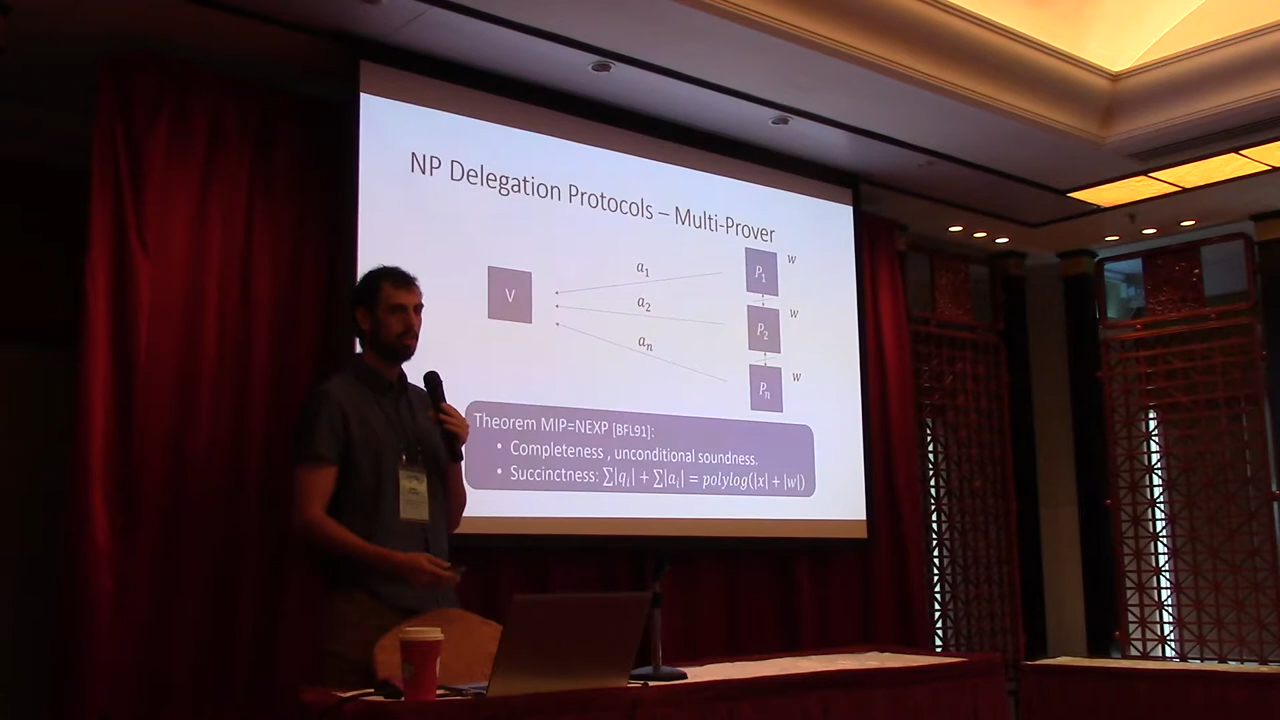 NP Delegation Protocols – Multi-Prover
V
a₁
a₂
aₙ
P₁ w
P₂ w
Pₙ w
Theorem MIP=NEXP [BFL91]:
• Completeness , unconditional soundness.
• Succinctness: ∑|qᵢ| + ∑|aᵢ| = polylog(|x| + |w|)